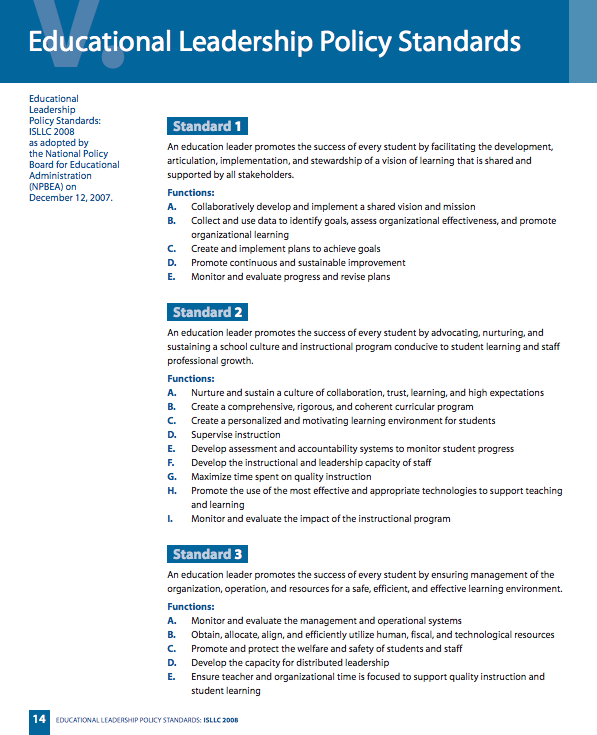 V.
Educational Leadership Policy Standards
Educational
Leadership
Policy Standards:
ISLLC 2008
as adopted by
the National Policy
Board for Educational
Administration
(NPBEA) on
December 12, 2007.
Standard 1
An education leader promotes the success of every student by facilitating the development,
articulation, implementation, and stewardship of a vision of learning that is shared and
supported by all stakeholders.
Functions:
A. Collaboratively develop and implement a shared vision and mission
B. Collect and use data to identify goals, assess organizational effectiveness, and promote
organizational learning
C. Create and implement plans to achieve goals
D. Promote continuous and sustainable improvement
E. Monitor and evaluate progress and revise plans
Standard 2
An education leader promotes the success of every student by advocating, nurturing, and
sustaining a school culture and instructional program conducive to student learning and staff
professional growth.
Functions:
A. Nurture and sustain a culture of collaboration, trust, learning, and high expectations
B. Create a comprehensive, rigorous, and coherent curricular program
C. Create a personalized and motivating learning environment for students
D. Supervise instruction
E. Develop assessment and accountability systems to monitor student progress
F. Develop the instructional and leadership capacity of staff
G. Maximize time spent on quality instruction
H. Promote the use of the most effective and appropriate technologies to support teaching
and learning
I. Monitor and evaluate the impact of the instructional program
Standard 3
An education leader promotes the success of every student by ensuring management of the
organization, operation, and resources for a safe, efficient, and effective learning environment.
Functions:
A. Monitor and evaluate the management and operational systems
B. Obtain, allocate, align, and efficiently utilize human, fiscal, and technological resources
C. Promote and protect the welfare and safety of students and staff
D. Develop the capacity for distributed leadership
E. Ensure teacher and organizational time is focused to support quality instruction and
student learning
14 EDUCATIONAL LEADERSHIP POLICY STANDARDS: ISLLC 2008